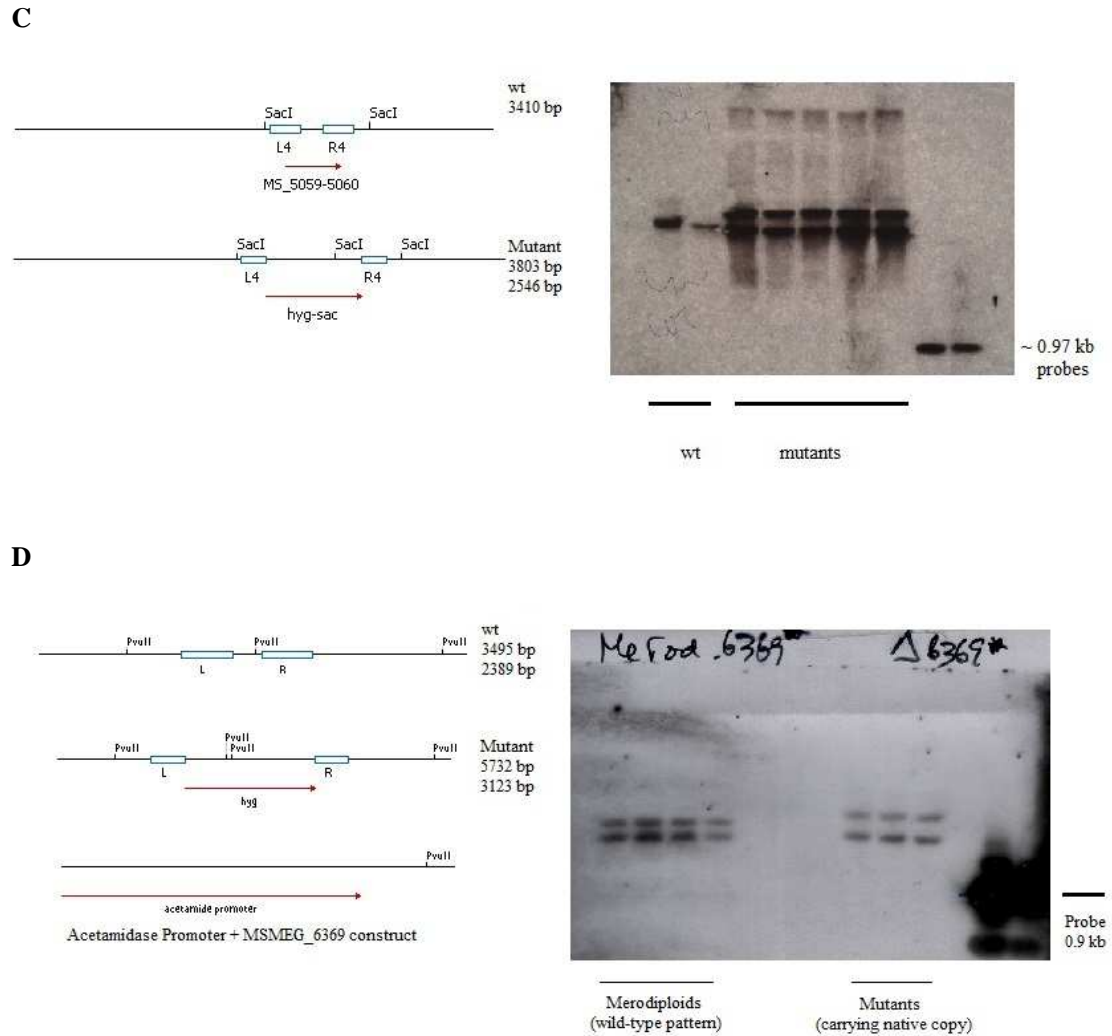 C
wt
3410 bp
SacI SacI
L4 R4
MS_5059-5060
SacI SacI SacI
Mutant
3803 bp
2546 bp
L4 R4
hyg-sac
~ 0.97 kb
probes
wt mutants
D
wt
3495 bp
2389 bp
PvuII PvuII PvuII
L R
Mutant
5732 bp
3123 bp
PvuII PvuII PvuII PvuII
L R
hyg
PvuII
acetamide promoter
Acetamidase Promoter + MSMEG_6369 construct
MeRod .6369* Δ6369*
Probe
0.9 kb
Merodiploids
(wild-type pattern)
Mutants
(carrying native copy)